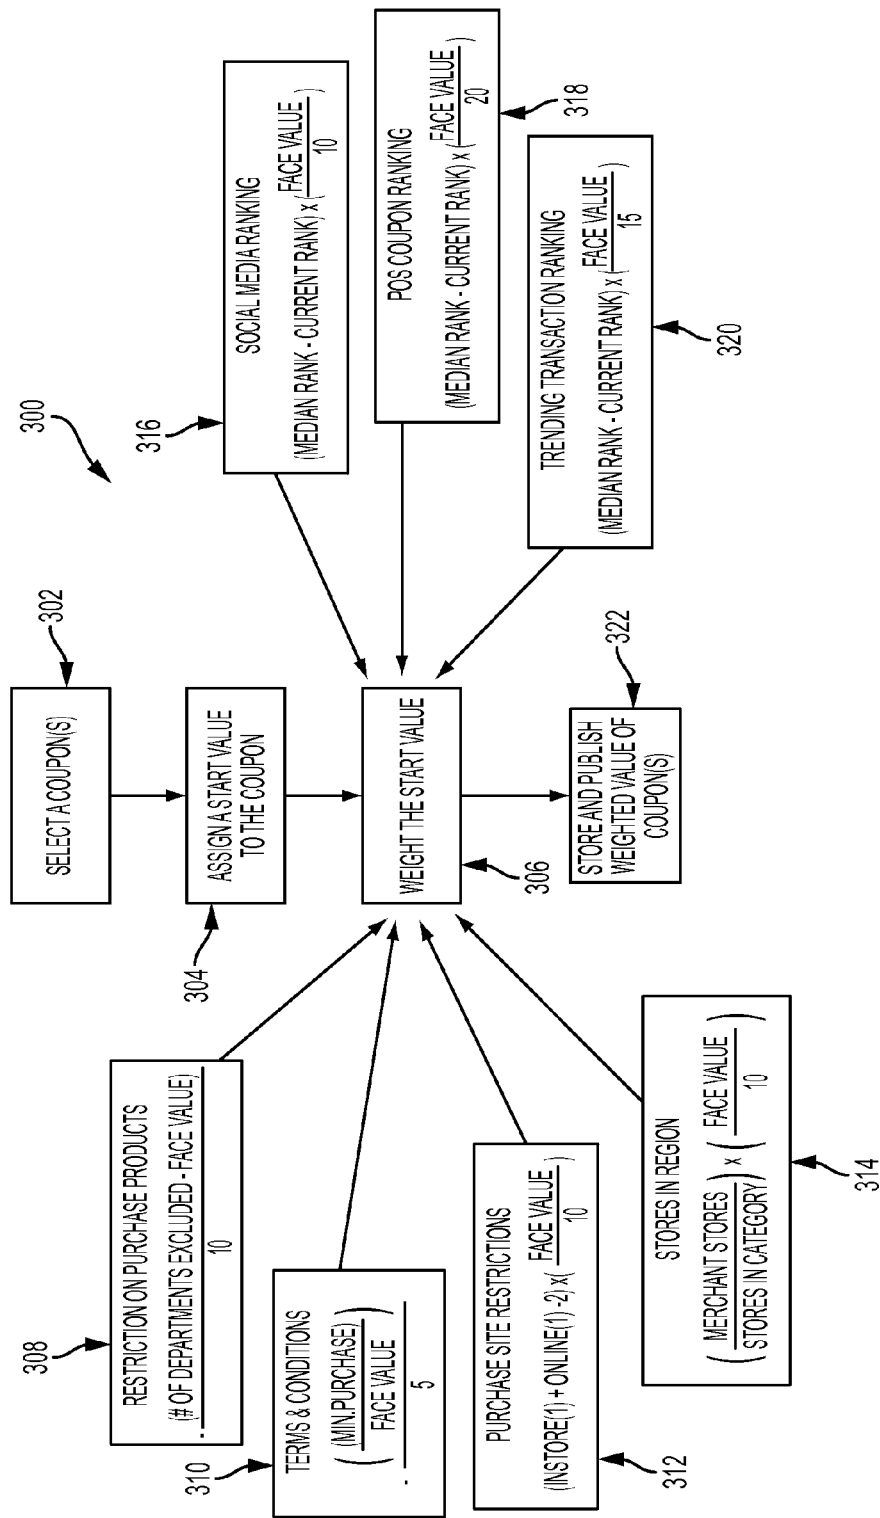 300
SELECT A COUPON(S)
302
ASSIGN A START VALUE
TO THE COUPON
304
WEIGHT THE START VALUE
306
STORE AND PUBLISH
WEIGHTED VALUE OF
COUPON(S)
322
RESTRICTION ON PURCHASE PRODUCTS
- (# OF DEPARTMENTS EXCLUDED - FACE VALUE)
10
308
TERMS & CONDITIONS
- ( (MIN.PURCHASE) )
FACE VALUE
5
310
PURCHASE SITE RESTRICTIONS
(INSTORE(1) + ONLINE(1) -2) x ( FACE VALUE )
10
312
STORES IN REGION
( MERCHANT STORES ) x ( FACE VALUE )
STORES IN CATEGORY) 10
314
SOCIAL MEDIA RANKING
(MEDIAN RANK - CURRENT RANK) x ( FACE VALUE )
10
316
POS COUPON RANKING
(MEDIAN RANK - CURRENT RANK) x ( FACE VALUE )
20
318
TRENDING TRANSACTION RANKING
(MEDIAN RANK - CURRENT RANK) x ( FACE VALUE )
15
320